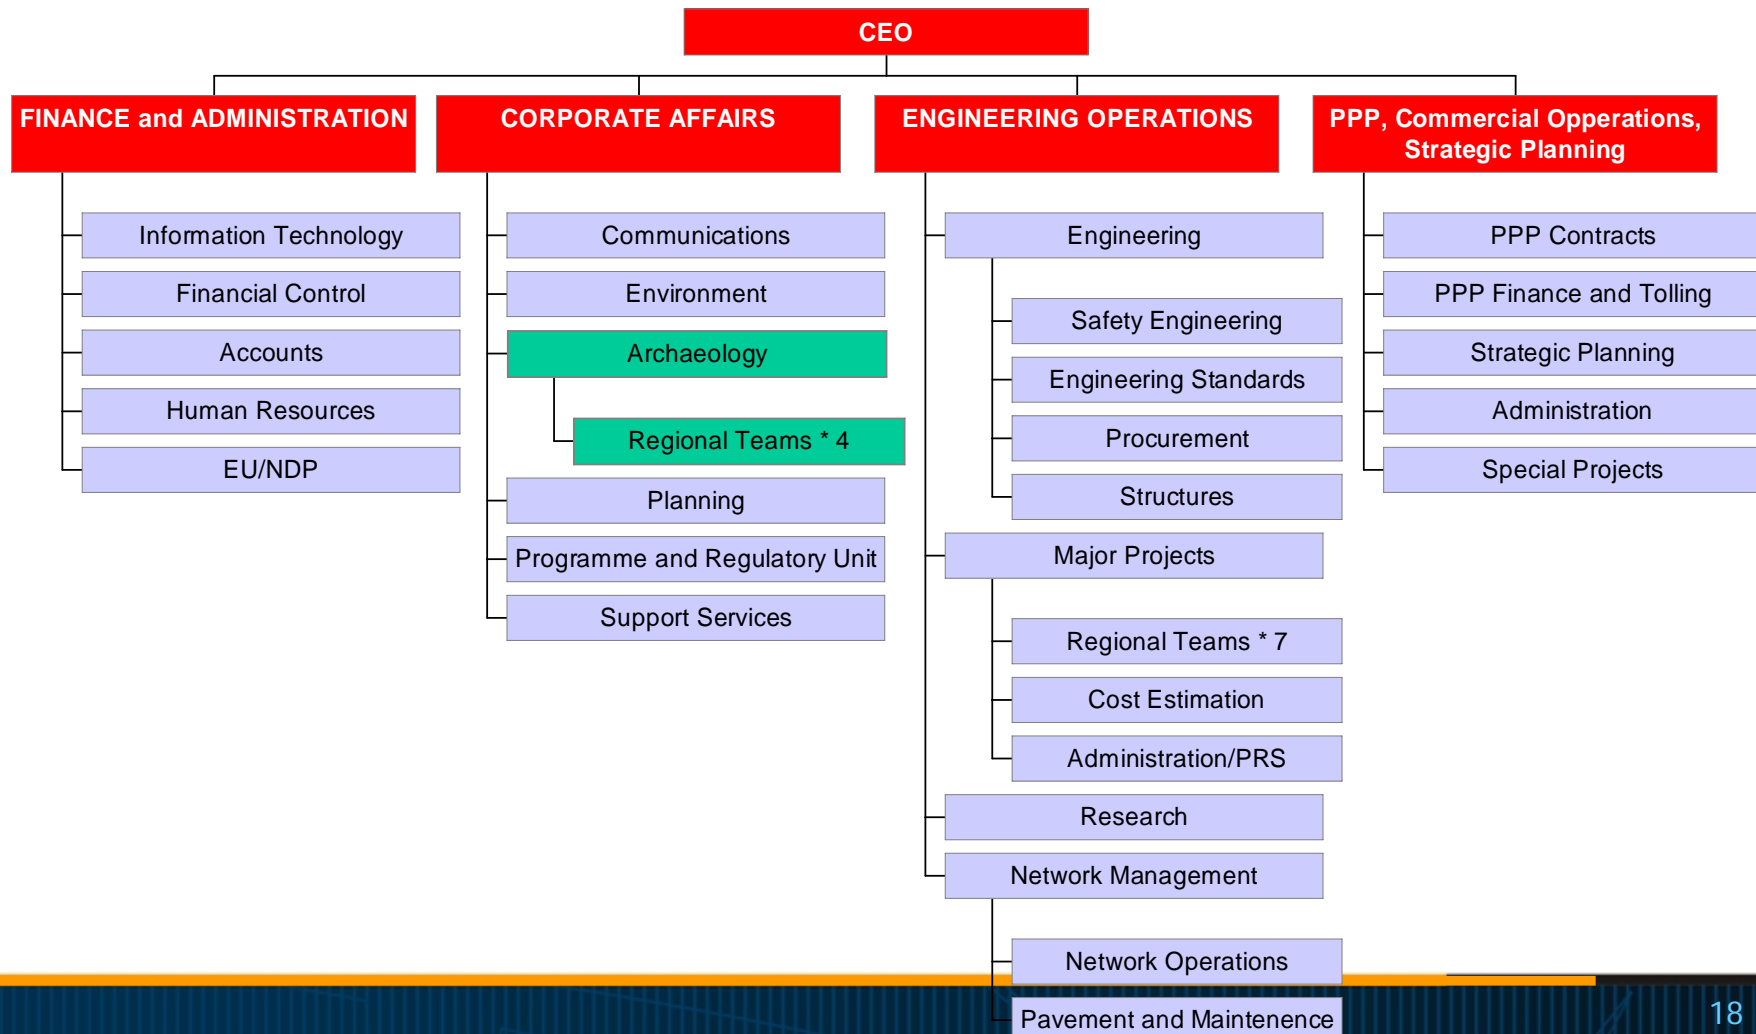 CEO
FINANCE and ADMINISTRATION
Information Technology
Financial Control
Accounts
Human Resources
EU/NDP
CORPORATE AFFAIRS
Communications
Environment
Archaeology
Regional Teams * 4
Planning
Programme and Regulatory Unit
Support Services
ENGINEERING OPERATIONS
Engineering
Safety Engineering
Engineering Standards
Procurement
Structures
Major Projects
Regional Teams * 7
Cost Estimation
Administration/PRS
Research
Network Management
Network Operations
Pavement and Maintenence
PPP, Commercial Opperations,
Strategic Planning
PPP Contracts
PPP Finance and Tolling
Strategic Planning
Administration
Special Projects
18